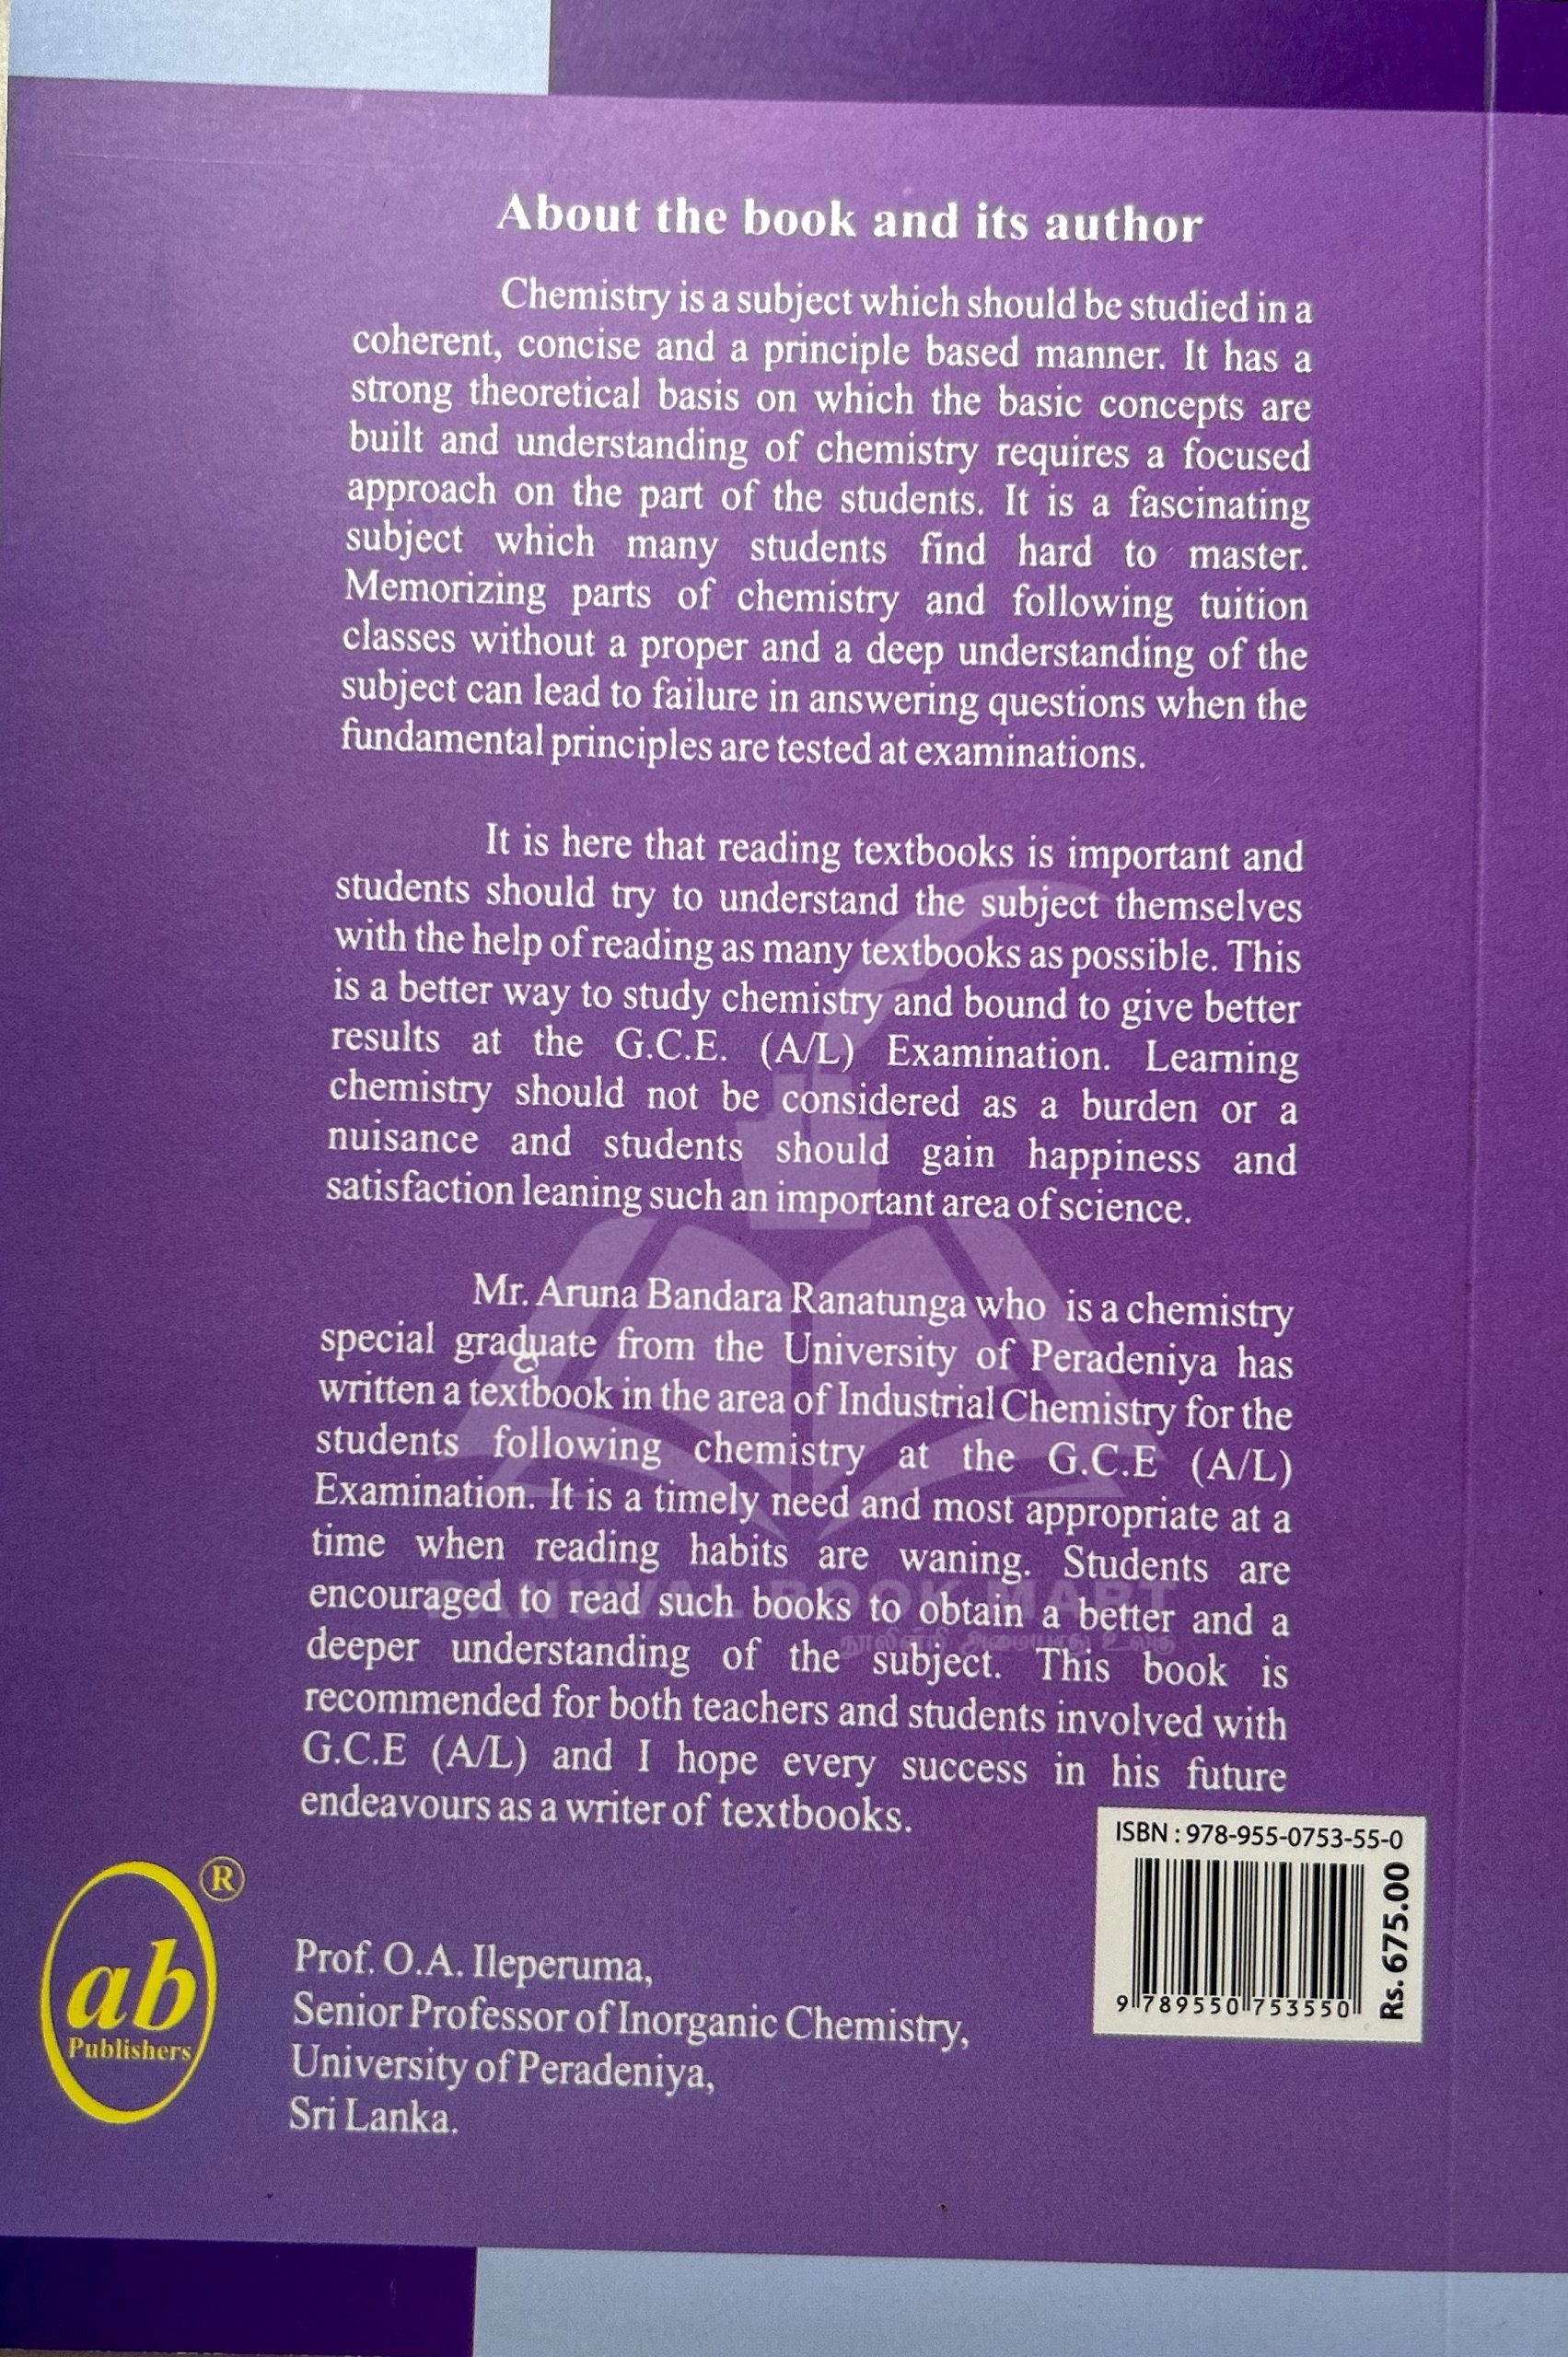 About the book and its author
Chemistry is a subject which should be studied in a
coherent, concise and a principle based manner. It has a
strong theoretical basis on which the basic concepts are
built and understanding of chemistry requires a focused
approach on the part of the students. It is a fascinating
subject which many students find hard to master.
Memorizing parts of chemistry and following tuition
classes without a proper and a deep understanding of the
subject can lead to failure in answering questions when the
fundamental principles are tested at examinations.
It is here that reading textbooks is important and
students should try to understand the subject themselves
with the help of reading as many textbooks as possible. This
is a better way to study chemistry and bound to give better
results at the G.C.E. (A/L) Examination. Learning
chemistry should not be considered as a burden or a
nuisance and students should gain happiness and
satisfaction leaning such an important area of science.
Mr. Aruna Bandara Ranatunga who is a chemistry
special graduate from the University of Peradeniya has
written a textbook in the area of Industrial Chemistry for the
students following chemistry at the G.C.E (A/L)
Examination. It is a timely need and most appropriate at a
time when reading habits are waning. Students are
encouraged to read such books to obtain a better and a
deeper understanding of the subject. This book is
recommended for both teachers and students involved with
G.C.E (A/L) and I hope every success in his future
endeavours as a writer of textbooks.
PANUVAL BOOK MART
நூலின்றி அமையாது உலகு
ISBN : 978-955-0753-55-0
9 789550 753550
Rs. 675.00
ab
Publishers
®
Prof. O.A. Ileperuma,
Senior Professor of Inorganic Chemistry,
University of Peradeniya,
Sri Lanka.